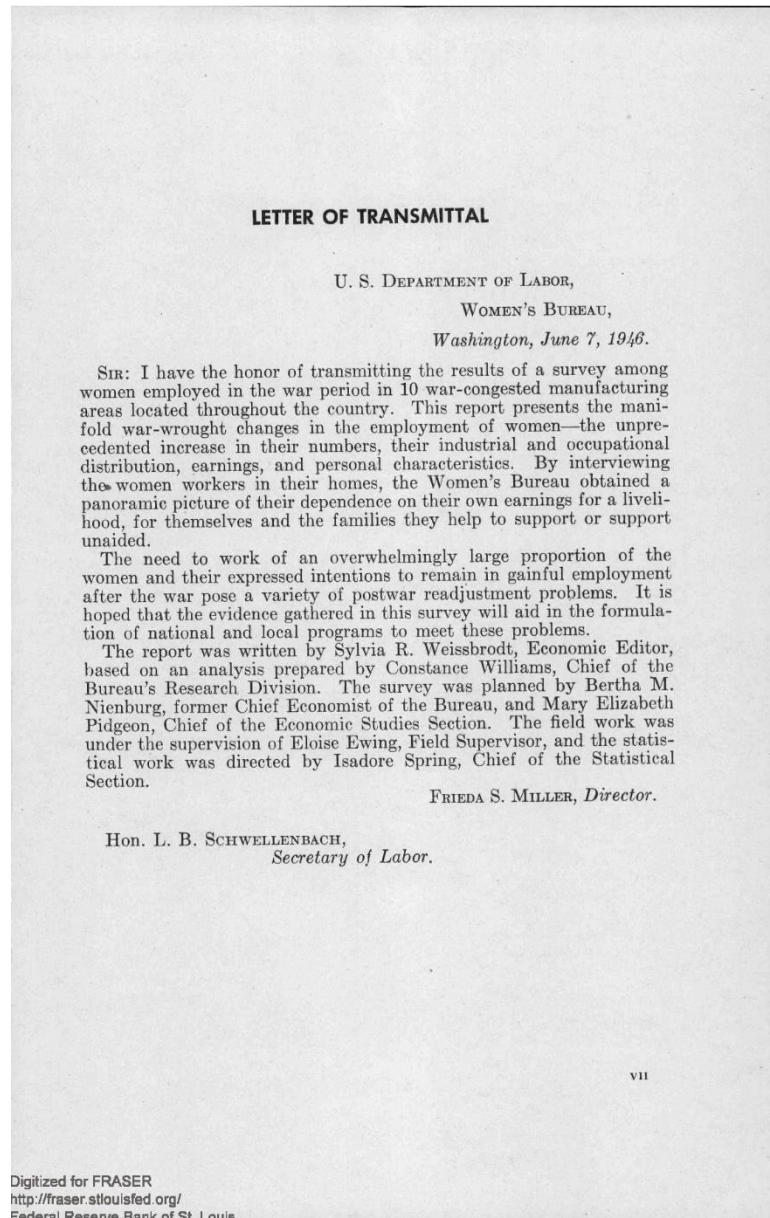 LETTER OF TRANSMITTAL
U. S. DEPARTMENT OF LABOR,
WOMEN'S BUREAU,
Washington, June 7, 1946.
SIR: I have the honor of transmitting the results of a survey among
women employed in the war period in 10 war-congested manufacturing
areas located throughout the country. This report presents the mani-
fold war-wrought changes in the employment of women—the unpre-
cedented increase in their numbers, their industrial and occupational
distribution, earnings, and personal characteristics. By interviewing
the women workers in their homes, the Women's Bureau obtained a
panoramic picture of their dependence on their own earnings for a liveli-
hood, for themselves and the families they help to support or support
unaided.
The need to work of an overwhelmingly large proportion of the
women and their expressed intentions to remain in gainful employment
after the war pose a variety of postwar readjustment problems. It is
hoped that the evidence gathered in this survey will aid in the formula-
tion of national and local programs to meet these problems.
The report was written by Sylvia R. Weissbrodt, Economic Editor,
based on an analysis prepared by Constance Williams, Chief of the
Bureau's Research Division. The survey was planned by Bertha M.
Nienburg, former Chief Economist of the Bureau, and Mary Elizabeth
Pidgeon, Chief of the Economic Studies Section. The field work was
under the supervision of Eloise Ewing, Field Supervisor, and the statis-
tical work was directed by Isadore Spring, Chief of the Statistical
Section.
FRIEDA S. MILLER, Director.
Hon. L. B. SCHWELLENBACH,
Secretary of Labor.
VII
Digitized for FRASER
http://fraser.stlouisfed.org/
Federal Reserve Bank of St. Louis